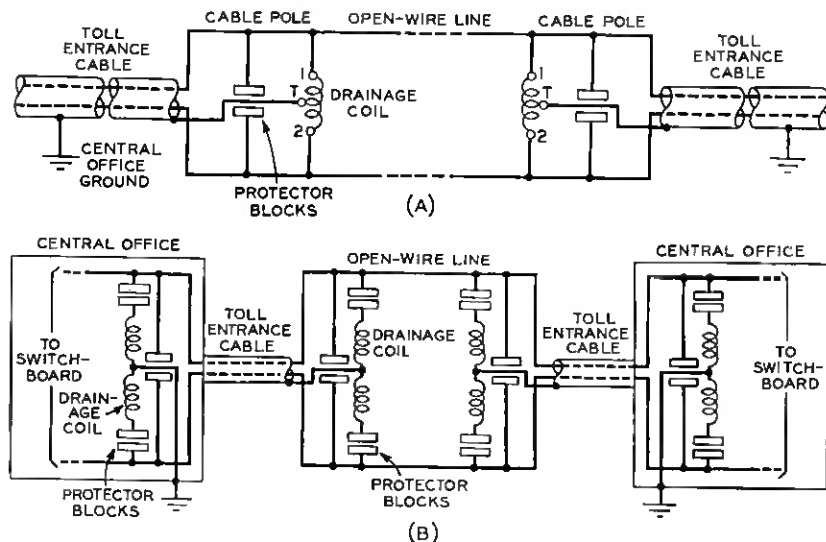 CABLE POLE
OPEN-WIRE LINE
CABLE POLE
TOLL
ENTRANCE
CABLE
TOLL
ENTRANCE
CABLE
1
T
2
DRAINAGE
COIL
1
T
2
CENTRAL
OFFICE
GROUND
PROTECTOR
BLOCKS
(A)
CENTRAL OFFICE
OPEN-WIRE LINE
CENTRAL OFFICE
TOLL
ENTRANCE
CABLE
DRAINAGE
COIL
TOLL
ENTRANCE
CABLE
TO
SWITCH-
BOARD
TO
SWITCH-
BOARD
DRAIN-
AGE
COIL
PROTECTOR
BLOCKS
PROTECTOR
BLOCKS
(B)